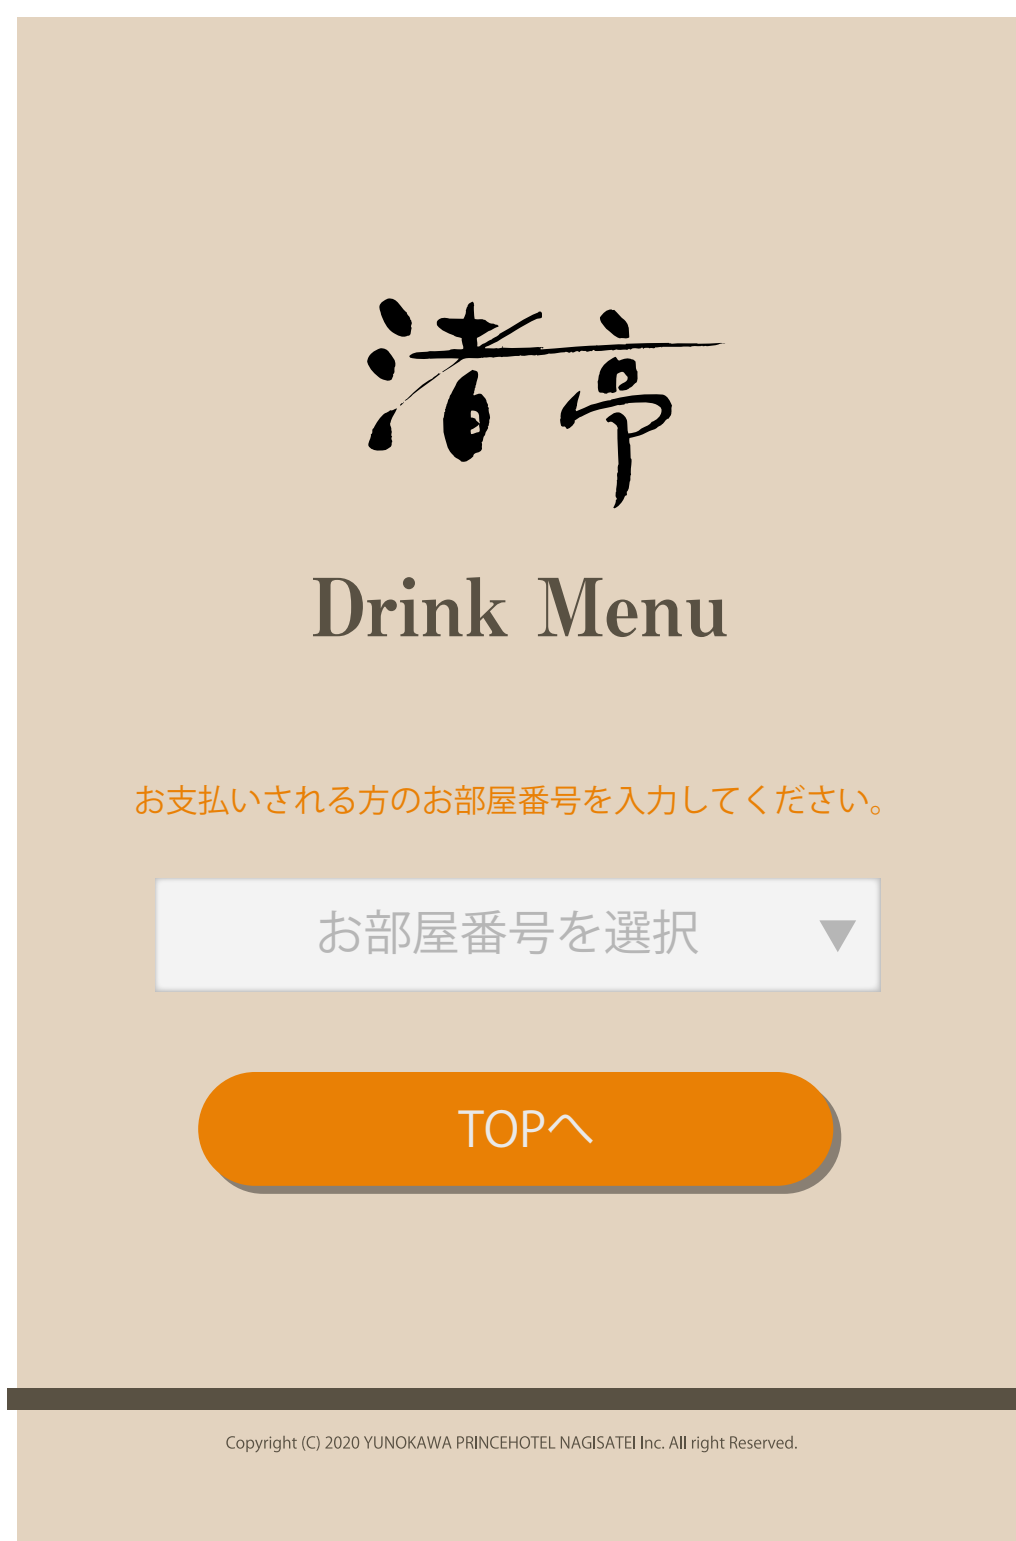 渚亭
Drink Menu
お支払いされる方のお部屋番号を入力してください。
お部屋番号を選択 ▼
TOPへ
Copyright (C) 2020 YUNOKAWA PRINCEHOTEL NAGISATEI Inc. All right Reserved.